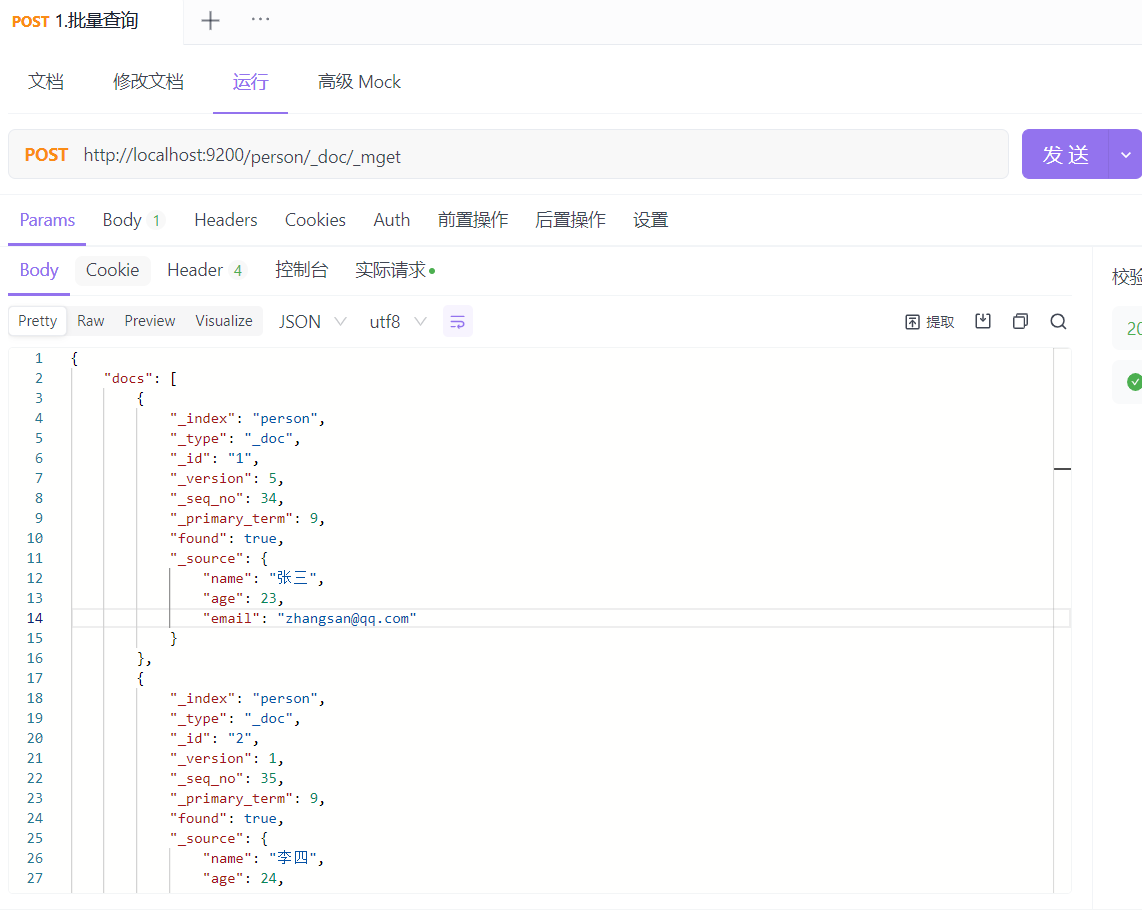 POST 1.批量查询
文档 修改文档 运行 高级 Mock
POST http://localhost:9200/person/_doc/_mget 发 送
Params Body 1 Headers Cookies Auth 前置操作 后置操作 设置
Body Cookie Header 4 控制台 实际请求
校验
Pretty Raw Preview Visualize JSON utf8 提取
20
1 {
2 "docs": [
3 {
4 "_index": "person",
5 "_type": "_doc",
6 "_id": "1",
7 "_version": 5,
8 "_seq_no": 34,
9 "_primary_term": 9,
10 "found": true,
11 "_source": {
12 "name": "张三",
13 "age": 23,
14 "email": "zhangsan@qq.com"
15 }
16 },
17 {
18 "_index": "person",
19 "_type": "_doc",
20 "_id": "2",
21 "_version": 1,
22 "_seq_no": 35,
23 "_primary_term": 9,
24 "found": true,
25 "_source": {
26 "name": "李四",
27 "age": 24,